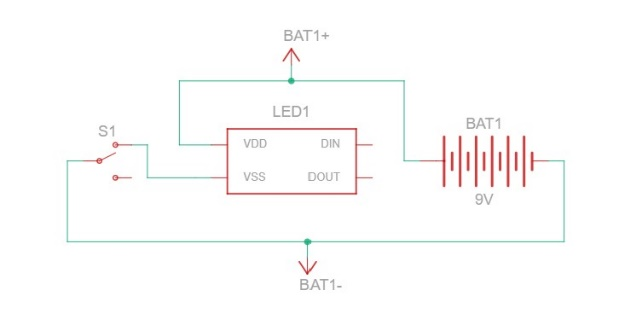 BAT1+
LED1
S1
BAT1
VDD
DIN
VSS
DOUT
9V
BAT1-